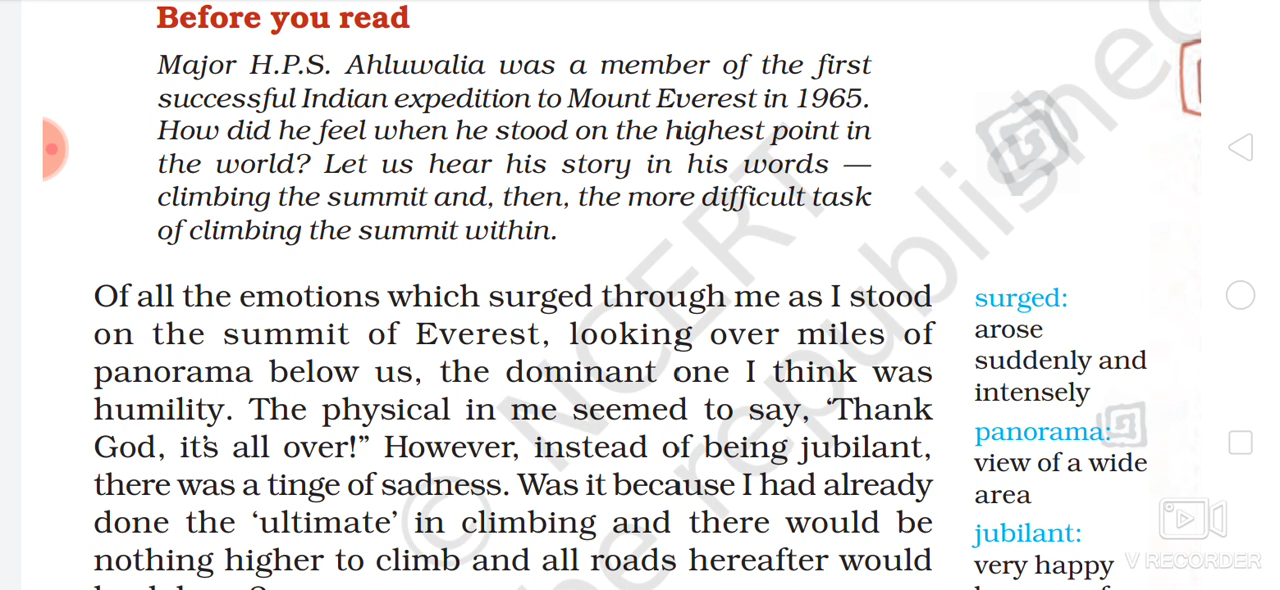 Before you read
Major H.P.S. Ahluwalia was a member of the first
successful Indian expedition to Mount Everest in 1965.
How did he feel when he stood on the highest point in
the world? Let us hear his story in his words —
climbing the summit and, then, the more difficult task
of climbing the summit within.
Of all the emotions which surged through me as I stood
on the summit of Everest, looking over miles of
panorama below us, the dominant one I think was
humility. The physical in me seemed to say, ‘Thank
God, it’s all over!” However, instead of being jubilant,
there was a tinge of sadness. Was it because I had already
done the ‘ultimate’ in climbing and there would be
nothing higher to climb and all roads hereafter would
surged:
arose
suddenly and
intensely
panorama:
view of a wide
area
jubilant:
very happy
© NCERT
he republished
V RECORDER